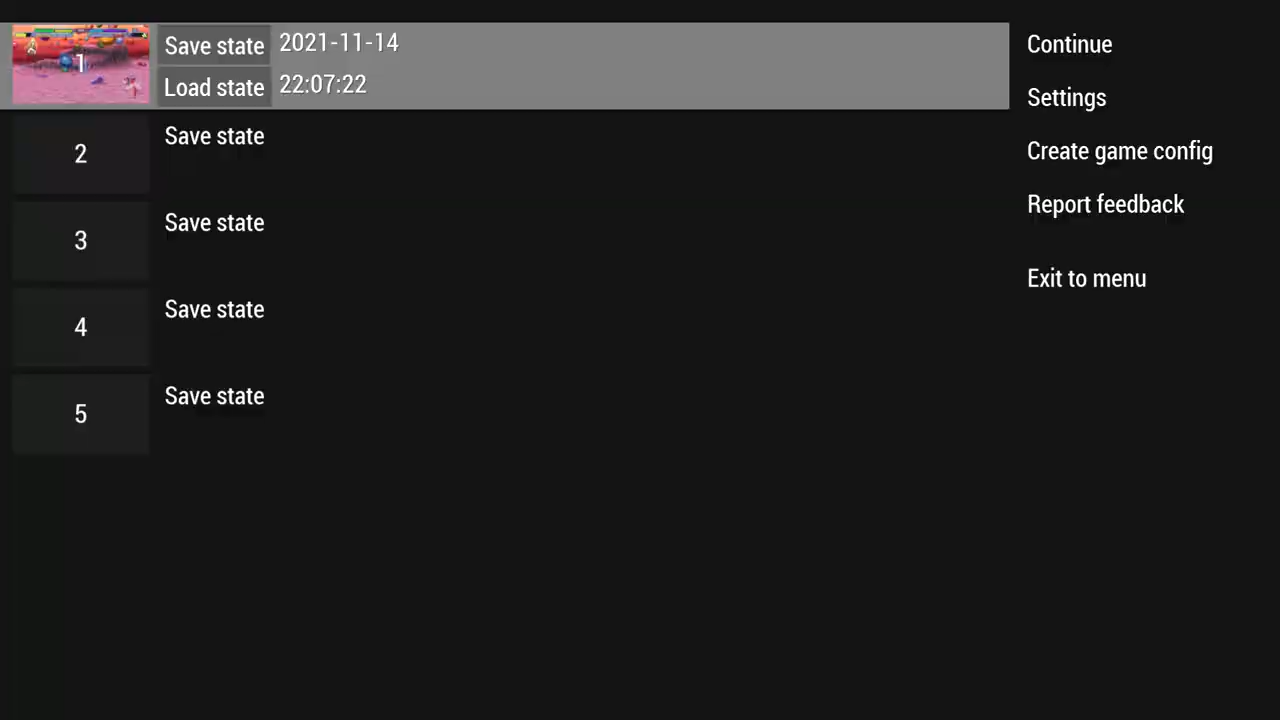 1
Save state
2021-11-14
Load state
22:07:22
2
Save state
3
Save state
4
Save state
5
Save state
Continue
Settings
Create game config
Report feedback
Exit to menu